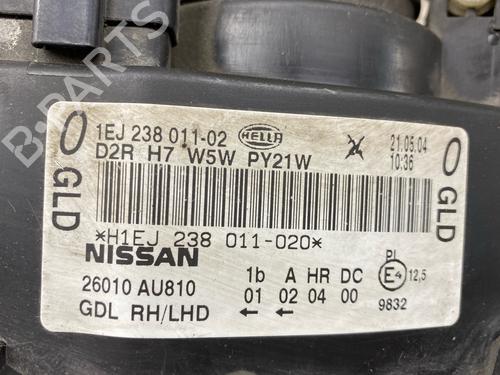 B-PARTS
1EJ 238 011-02 HELLA 21.05.04
D2R H7 W5W PY21W 10:36
GLD
GLD
*H1EJ 238 011-020*
NISSAN 1b A HR DC PI
26010 AU810 01 02 04 00 E4 12,5
GDL RH/LHD ← ← 9832